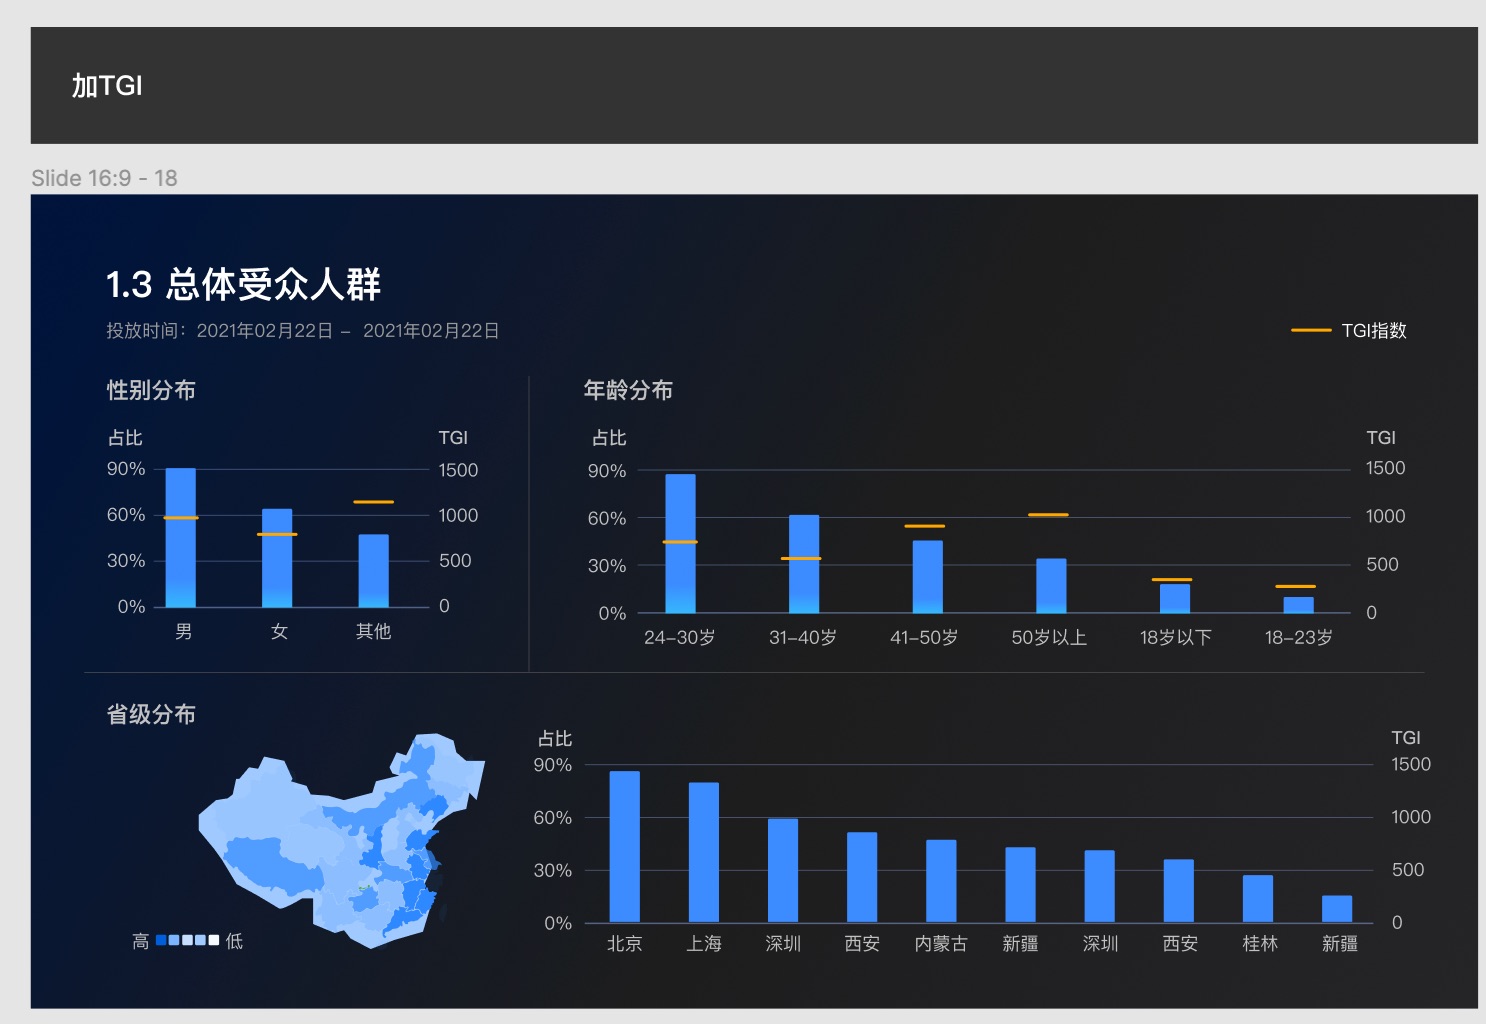 加TGI
Slide 16:9 - 18
1.3 总体受众人群
投放时间：2021年02月22日 – 2021年02月22日
TGI指数
性别分布
占比
TGI
90%
1500
60%
1000
30%
500
0%
0
男 女 其他
年龄分布
占比
TGI
90%
1500
60%
1000
30%
500
0%
0
24–30岁 31–40岁 41–50岁 50岁以上 18岁以下 18–23岁
省级分布
高 低
占比
TGI
90%
1500
60%
1000
30%
500
0%
0
北京 上海 深圳 西安 内蒙古 新疆 深圳 西安 桂林 新疆